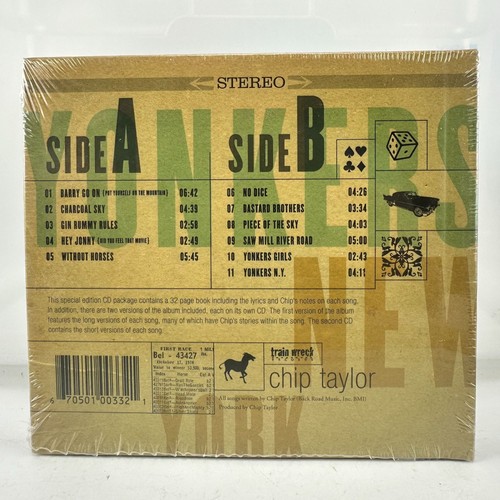 STEREO
YONKERS
NEW
YORK
SIDE A
01 BARRY GO ON (PUT YOURSELF ON THE MOUNTAIN) 06:42
02 CHARCOAL SKY 04:39
03 GIN RUMMY RULES 02:58
04 HEY JONNY (DID YOU FEEL THAT MOVIE) 02:49
05 WITHOUT HORSES 05:45
SIDE B
06 NO DICE 04:26
07 BASTARD BROTHERS 03:34
08 PIECE OF THE SKY 04:03
09 SAW MILL RIVER ROAD 05:00
10 YONKERS GIRLS 02:43
11 YONKERS N.Y. 04:11
This special edition CD package contains a 32 page book including the lyrics and Chip's notes on each song.
In addition, there are two versions of the album included, each on its own CD: The first version of the album
features the long versions of each song, many of which have Chip's stories within the song. The second CD
contains the short versions of each song.
6 70501 00332 1
FIRST RACE
Bel - 43427
train wreck
chip taylor
All songs written by Chip Taylor (Back Road Music, Inc. BMI)
Produced by Chip Taylor